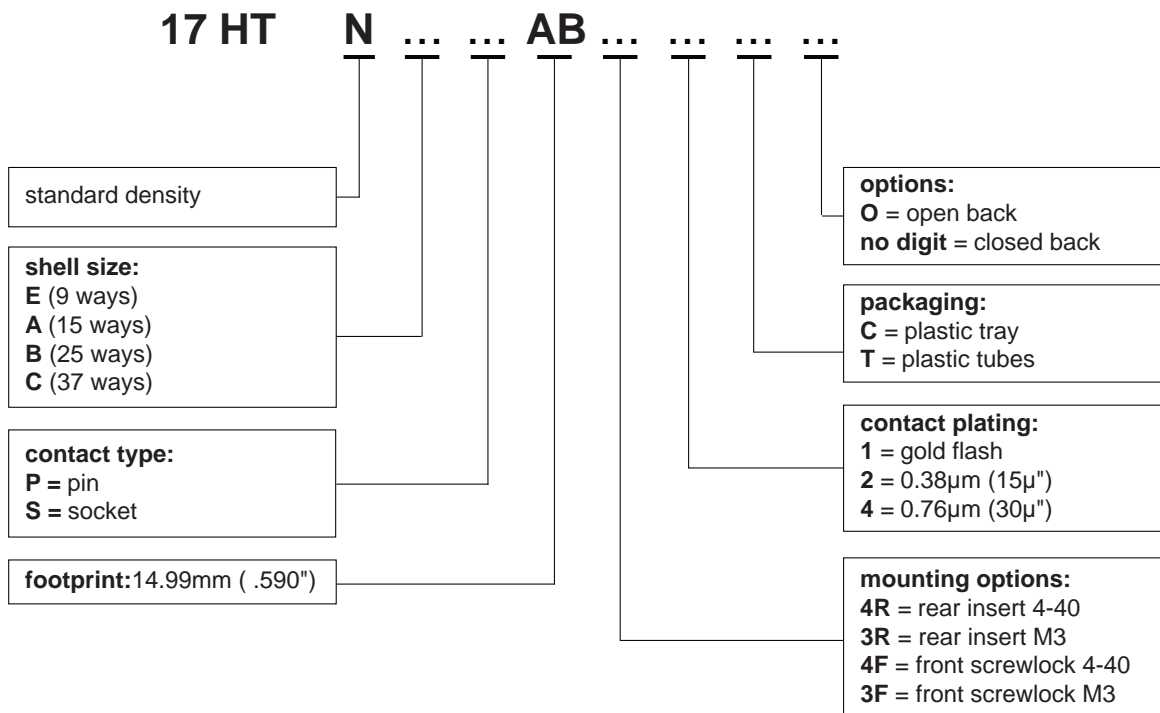 17 HT N ... ... AB ... ... ... ...
standard density
shell size:
E (9 ways)
A (15 ways)
B (25 ways)
C (37 ways)
contact type:
P = pin
S = socket
footprint:14.99mm ( .590")
options:
O = open back
no digit = closed back
packaging:
C = plastic tray
T = plastic tubes
contact plating:
1 = gold flash
2 = 0.38µm (15µ")
4 = 0.76µm (30µ")
mounting options:
4R = rear insert 4-40
3R = rear insert M3
4F = front screwlock 4-40
3F = front screwlock M3